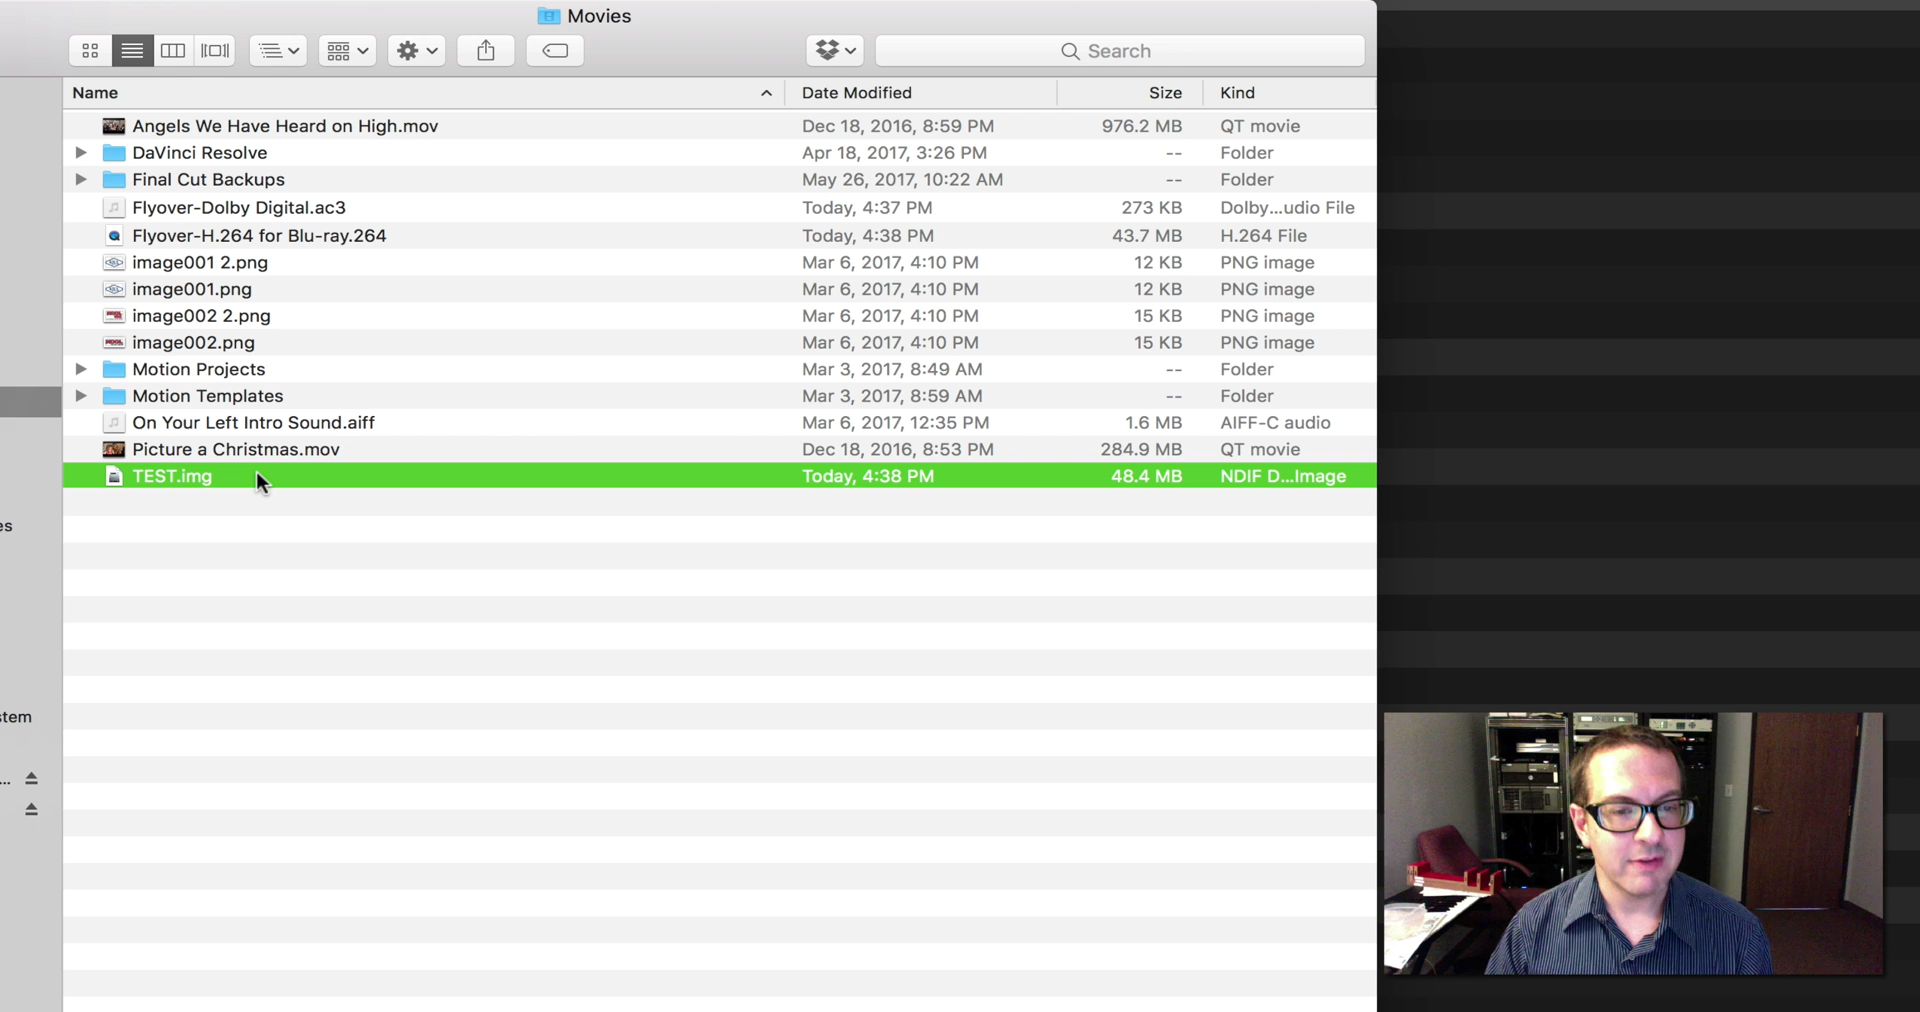 Movies
Search
Name Date Modified Size Kind
Angels We Have Heard on High.mov Dec 18, 2016, 8:59 PM 976.2 MB QT movie
DaVinci Resolve Apr 18, 2017, 3:26 PM -- Folder
Final Cut Backups May 26, 2017, 10:22 AM -- Folder
Flyover-Dolby Digital.ac3 Today, 4:37 PM 273 KB Dolby...udio File
Flyover-H.264 for Blu-ray.264 Today, 4:38 PM 43.7 MB H.264 File
image001 2.png Mar 6, 2017, 4:10 PM 12 KB PNG image
image001.png Mar 6, 2017, 4:10 PM 12 KB PNG image
image002 2.png Mar 6, 2017, 4:10 PM 15 KB PNG image
image002.png Mar 6, 2017, 4:10 PM 15 KB PNG image
Motion Projects Mar 3, 2017, 8:49 AM -- Folder
Motion Templates Mar 3, 2017, 8:59 AM -- Folder
On Your Left Intro Sound.aiff Mar 6, 2017, 12:35 PM 1.6 MB AIFF-C audio
Picture a Christmas.mov Dec 18, 2016, 8:53 PM 284.9 MB QT movie
TEST.img Today, 4:38 PM 48.4 MB NDIF D...Image
es
stem
...